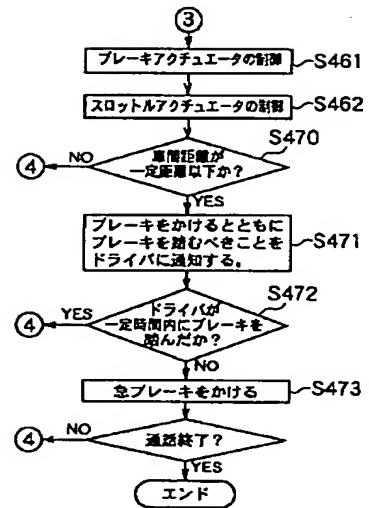 ③
ブレーキアクチュエータの制御
S461
スロットルアクチュエータの制御
S462
S470
車間距離が
一定距離以下か?
NO
④
YES
ブレーキをかけるとともに
ブレーキを踏むべきことを
ドライバに通知する。
S471
S472
ドライバが
一定時間内にブレーキを
踏んだか?
YES
④
NO
急ブレーキをかける
S473
通話終了?
NO
④
YES
エンド